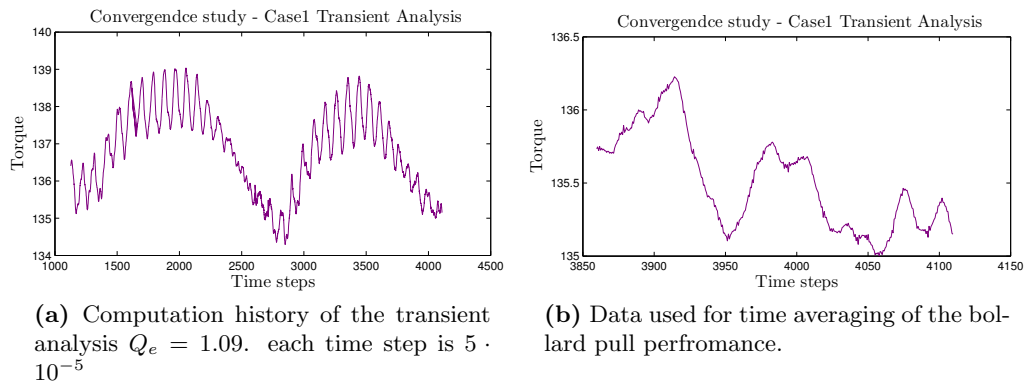 Convergendce study - Case1 Transient Analysis
140
139
138
137
136
135
134
Torque
1000 1500 2000 2500 3000 3500 4000 4500
Time steps
(a) Computation history of the transient
analysis Qe = 1.09. each time step is 5 ·
10−5
Convergendce study - Case1 Transient Analysis
136.5
136
135.5
135
Torque
3850 3900 3950 4000 4050 4100 4150
Time steps
(b) Data used for time averaging of the bol-
lard pull perfromance.